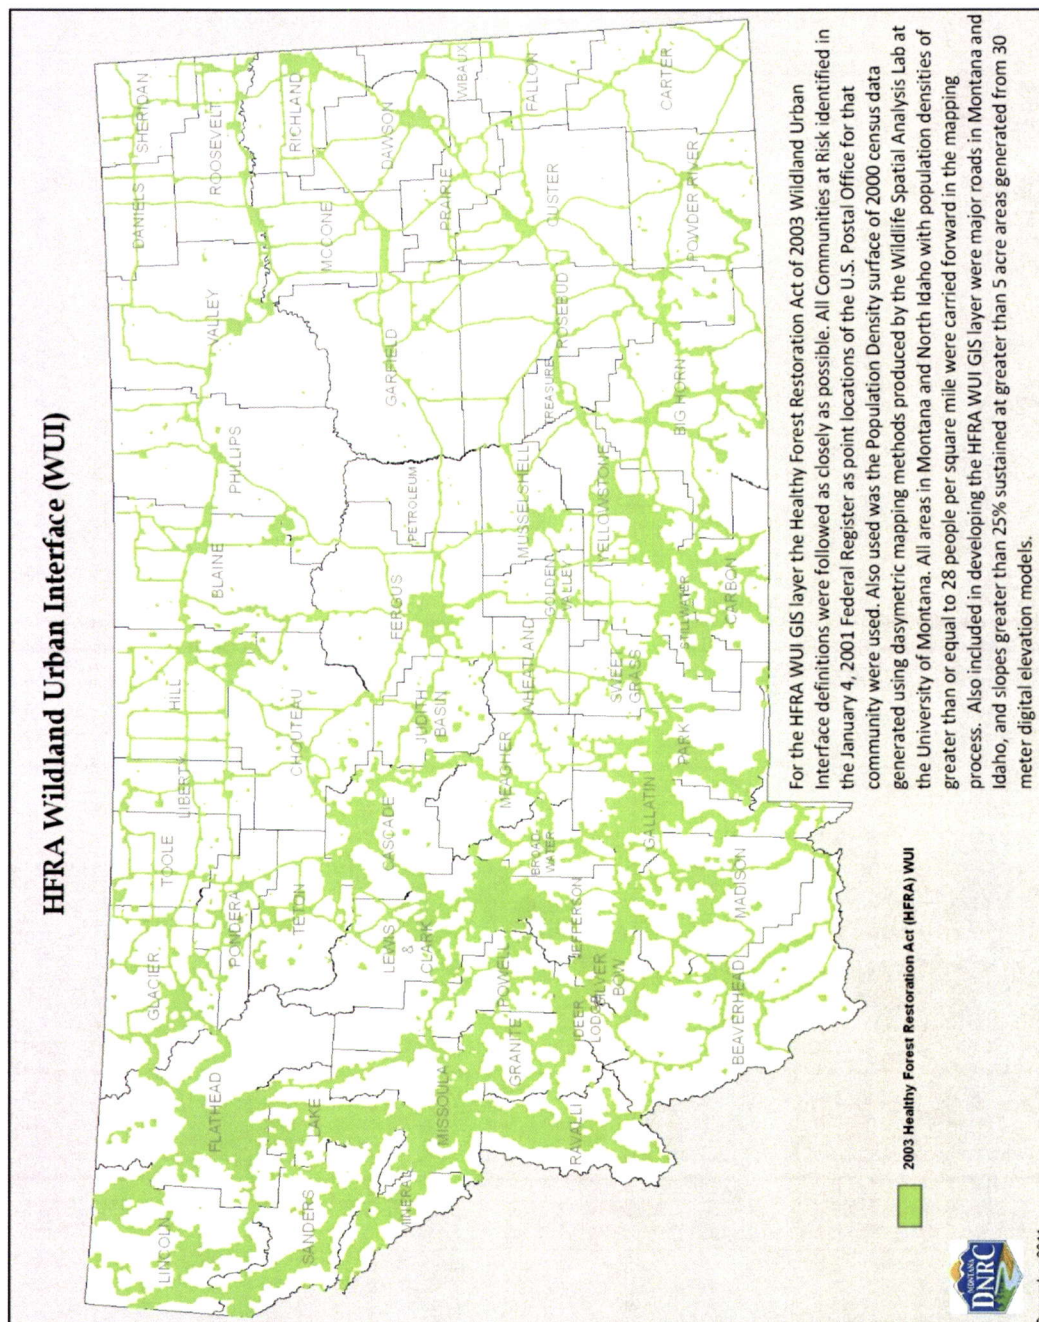 HFRA Wildland Urban Interface (WUI)
LINCOLN
FLATHEAD
GLACIER
TOOLE
LIBERTY
HILL
BLAINE
PHILLIPS
VALLEY
DANIELS
SHERIDAN
ROOSEVELT
RICHLAND
PONDERA
TETON
CHOUTEAU
SANDERS
LAKE
LEWIS
&
CLARK
CASCADE
JUDITH
BASIN
FERGUS
PETROLEUM
GARFIELD
MCCONE
DAWSON
WIBAUX
PRAIRIE
MINERAL
MISSOULA
POWELL
MEAGHER
WHEATLAND
MUSSELSHELL
GOLDEN
VALLEY
TREASURE
ROSEBUD
CUSTER
FALLON
GRANITE
RAVALLI
DEER
LODGE
SILVER
BOW
JEFFERSON
BROAD
WATER
GALLATIN
PARK
SWEET
GRASS
STILLWATER
YELLOWSTONE
CARBON
BIG HORN
POWDER RIVER
CARTER
BEAVERHEAD
MADISON
2003 Healthy Forest Restoration Act (HFRA) WUI
MONTANA
DNRC
For the HFRA WUI GIS layer the Healthy Forest Restoration Act of 2003 Wildland Urban
Interface definitions were followed as closely as possible. All Communities at Risk identified in
the January 4, 2001 Federal Register as point locations of the U.S. Postal Office for that
community were used. Also used was the Population Density surface of 2000 census data
generated using dasymetric mapping methods produced by the Wildlife Spatial Analysis Lab at
the University of Montana. All areas in Montana and North Idaho with population densities of
greater than or equal to 28 people per square mile were carried forward in the mapping
process. Also included in developing the HFRA WUI GIS layer were major roads in Montana and
Idaho, and slopes greater than 25% sustained at greater than 5 acre areas generated from 30
meter digital elevation models.